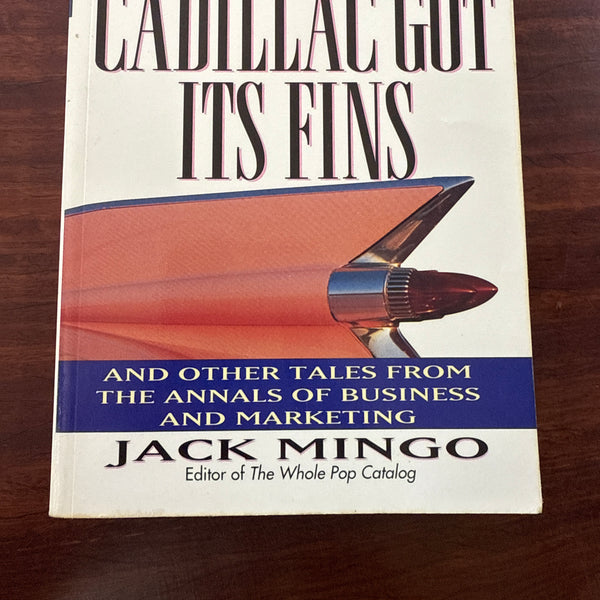 CADILLAC GOT
ITS FINS
AND OTHER TALES FROM
THE ANNALS OF BUSINESS
AND MARKETING
JACK MINGO
Editor of The Whole Pop Catalog